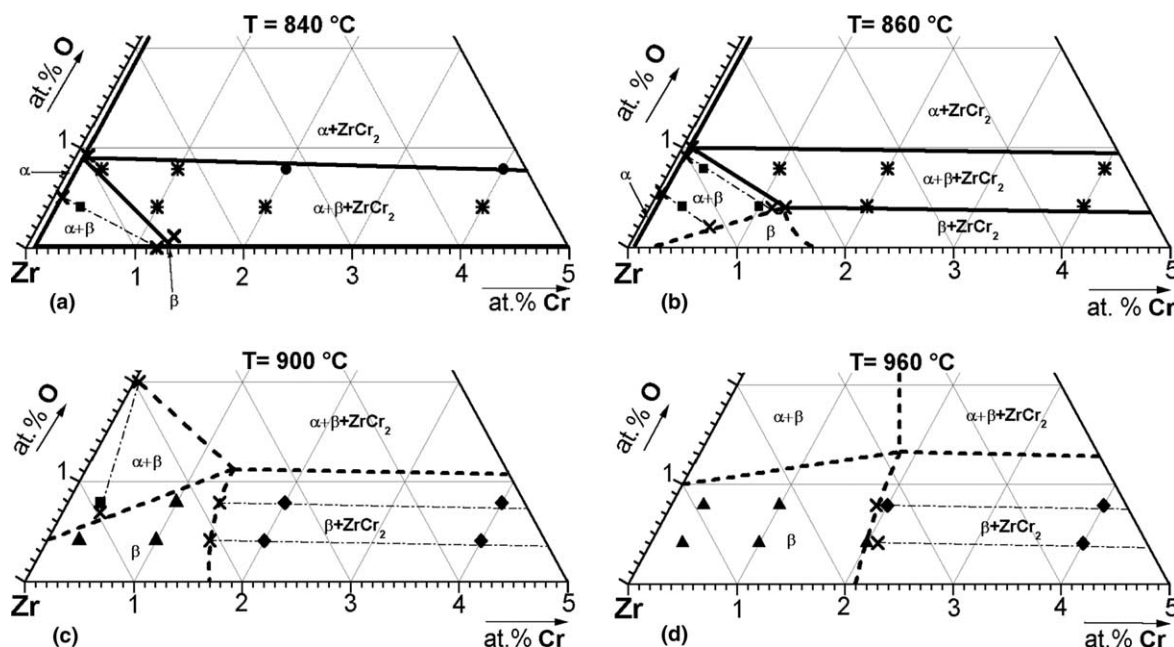 T = 840 °C
at.% O
1
α
α+ZrCr2
α+β+ZrCr2
α+β
Zr
1
2
3
4
5
β
(a)
at.% Cr
T= 860 °C
at.% O
1
α
α+ZrCr2
α+β+ZrCr2
α+β
β
β+ZrCr2
Zr
1
2
3
4
5
(b)
at.% Cr
T= 900 °C
at.% O
1
α+β+ZrCr2
α+β
β
β+ZrCr2
Zr
1
2
3
4
5
(c)
at.% Cr
T= 960 °C
at.% O
1
α+β
α+β+ZrCr2
β
β+ZrCr2
Zr
1
2
3
4
5
(d)
at.% Cr